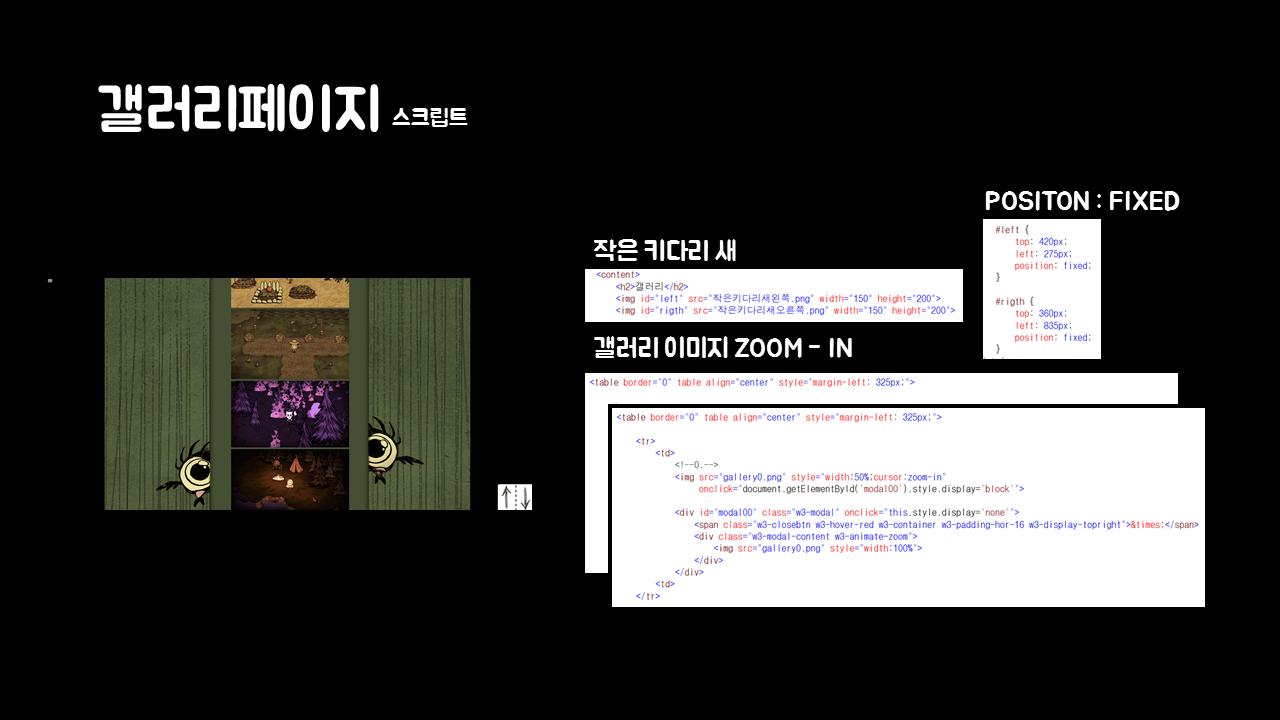 갤러리페이지 스크립트
POSITON : FIXED
#left {
top: 420px;
left: 275px;
position: fixed;
}
#rigth {
top: 360px;
left: 835px;
position: fixed;
}
작은 키다리 새
<content>
<h2>갤러리</h2>
<img id="left" src="작은키다리새왼쪽.png" width="150" height="200">
<img id="rigth" src="작은키다리새오른쪽.png" width="150" height="200">
갤러리 이미지 ZOOM - IN
<table border="0" table align="center" style="margin-left: 325px;">
<table border="0" table align="center" style="margin-left: 325px;">
<tr>
<td>
<!--0.-->
<img src="gallery0.png" style="width:50%;cursor:zoom-in"
onclick="document.getElementById('modal00').style.display='block'">
<div id="modal00" class="w3-modal" onclick="this.style.display='none'">
<span class="w3-closebtn w3-hover-red w3-container w3-padding-hor-16 w3-display-topright">&times;</span>
<div class="w3-modal-content w3-animate-zoom">
<img src="gallery0.png" style="width:100%">
</div>
</div>
<td>
</tr>